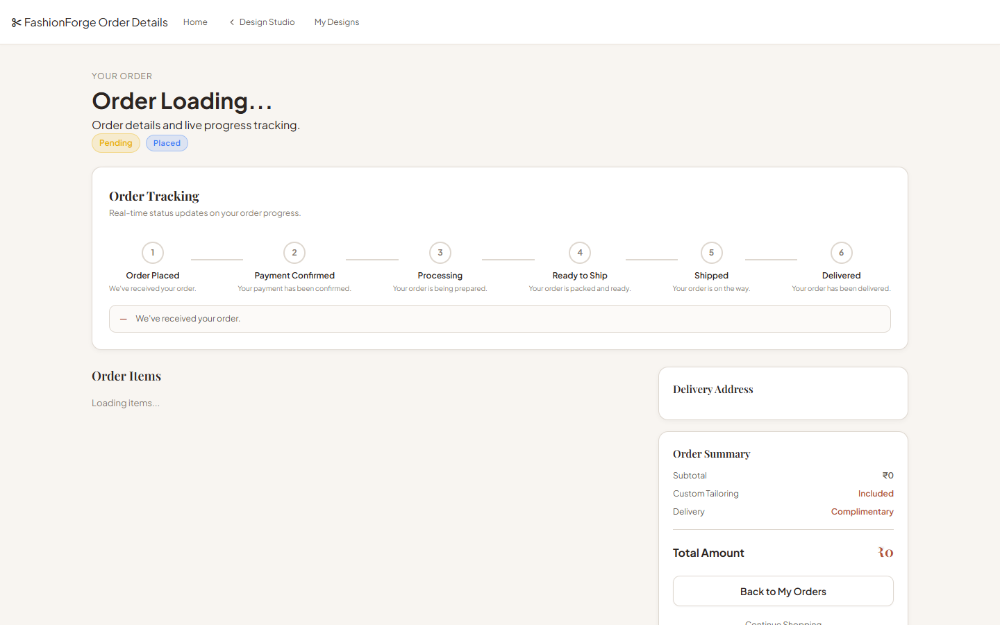 FashionForge Order Details
Home
Design Studio
My Designs
YOUR ORDER
Order Loading...
Order details and live progress tracking.
Pending
Placed
Order Tracking
Real-time status updates on your order progress.
1
2
3
4
5
6
Order Placed
Payment Confirmed
Processing
Ready to Ship
Shipped
Delivered
We've received your order.
Your payment has been confirmed.
Your order is being prepared.
Your order is packed and ready.
Your order is on the way.
Your order has been delivered.
— We've received your order.
Order Items
Loading items...
Delivery Address
Order Summary
Subtotal ₹0
Custom Tailoring Included
Delivery Complimentary
Total Amount ₹0
Back to My Orders
Continue Shopping